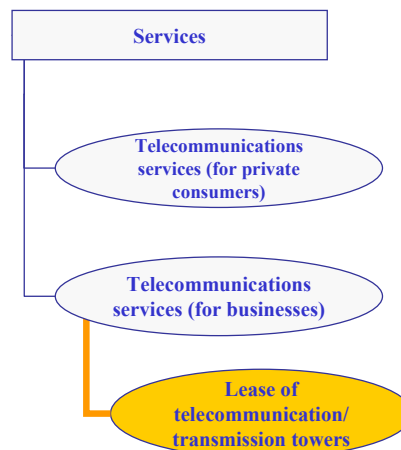 Services
Telecommunications
services (for private
consumers)
Telecommunications
services (for businesses)
Lease of
telecommunication/
transmission towers